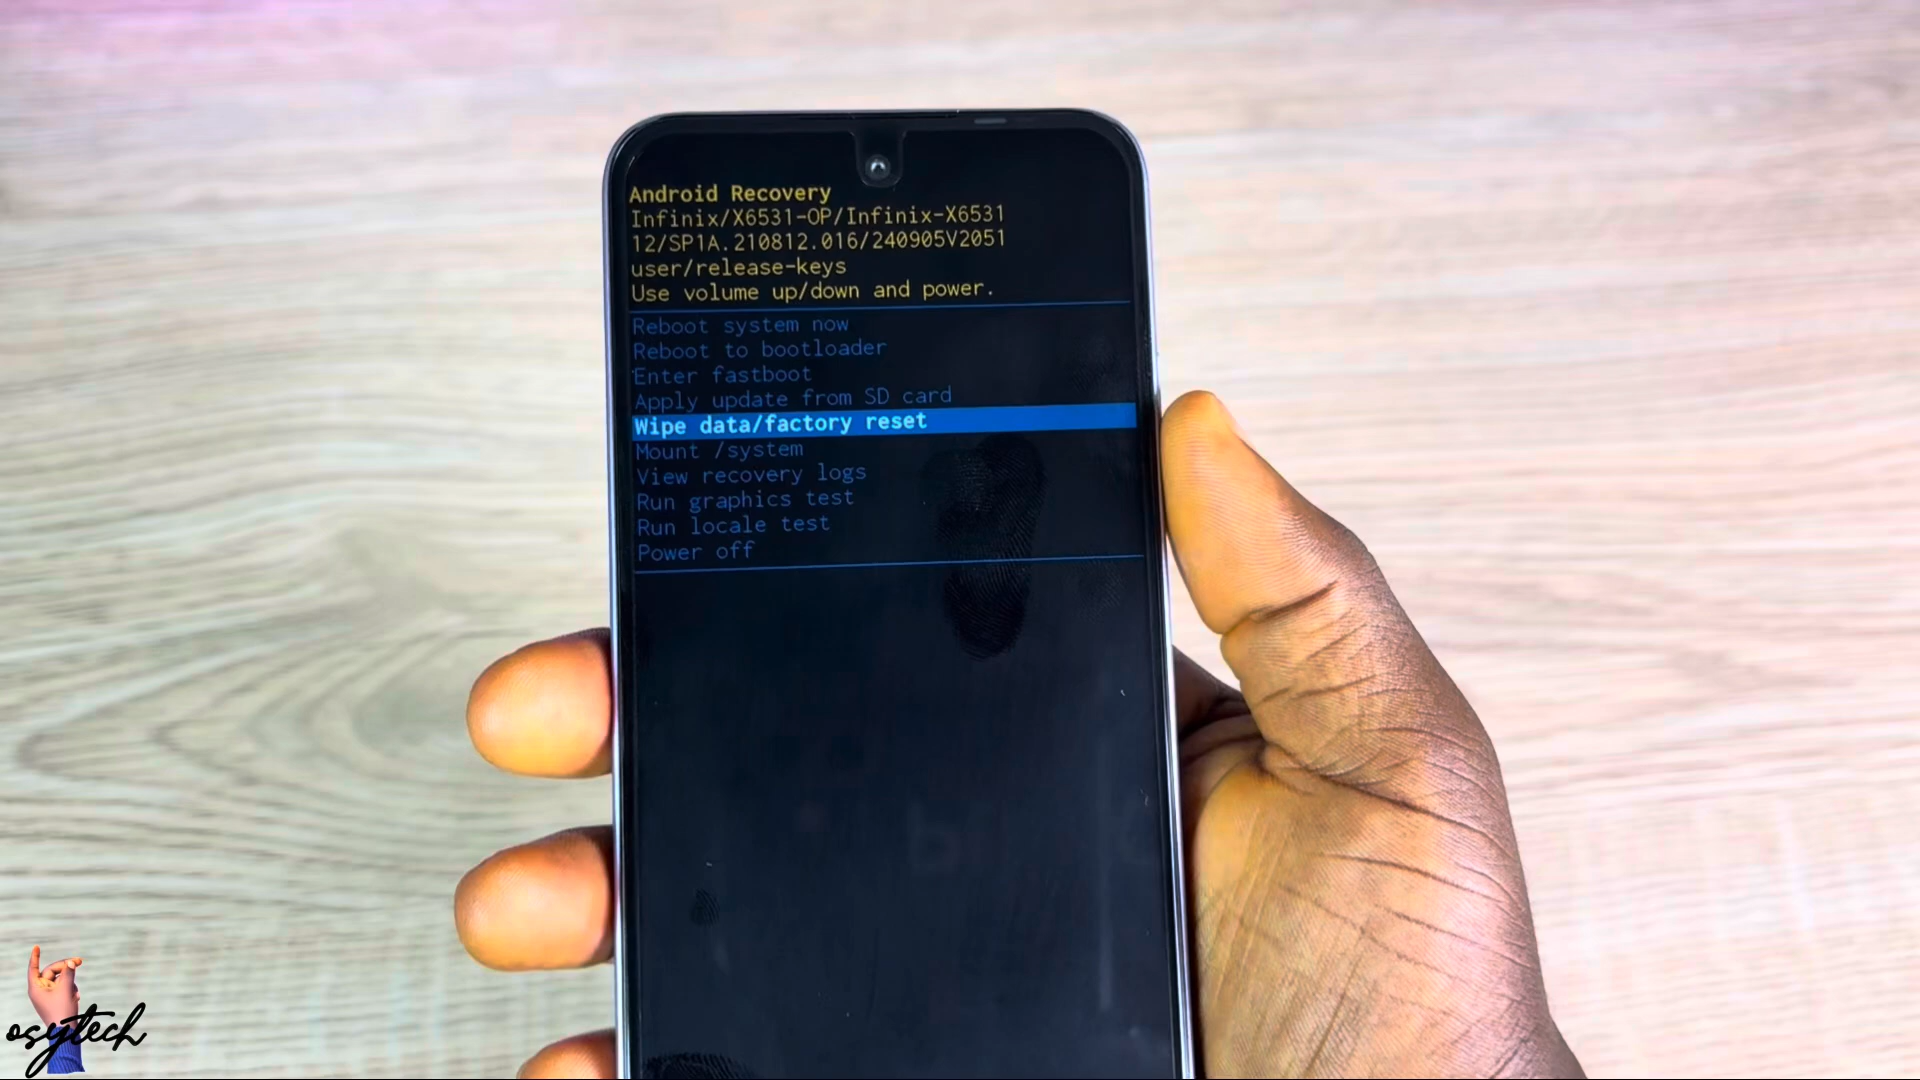 Android Recovery
Infinix/X6531-OP/Infinix-X6531
12/SP1A.210812.016/240905V2051
user/release-keys
Use volume up/down and power.
Reboot system now
Reboot to bootloader
Enter fastboot
Apply update from SD card
Wipe data/factory reset
Mount /system
View recovery logs
Run graphics test
Run locale test
Power off
osytech